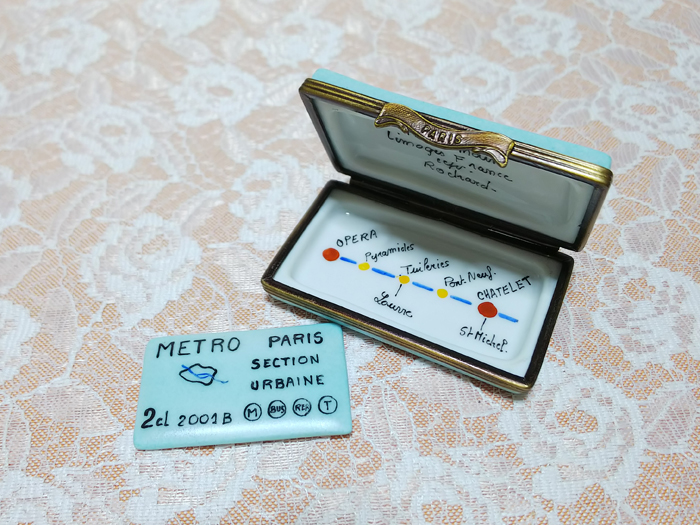 PARIS
Limoges France
Rochard-
OPERA
Pyramides
Tuileries
Louvre
Pont. Neuf.
CHATELET
St Michel.
METRO PARIS
SECTION
URBAINE
2cl 2001B M BUS RER T